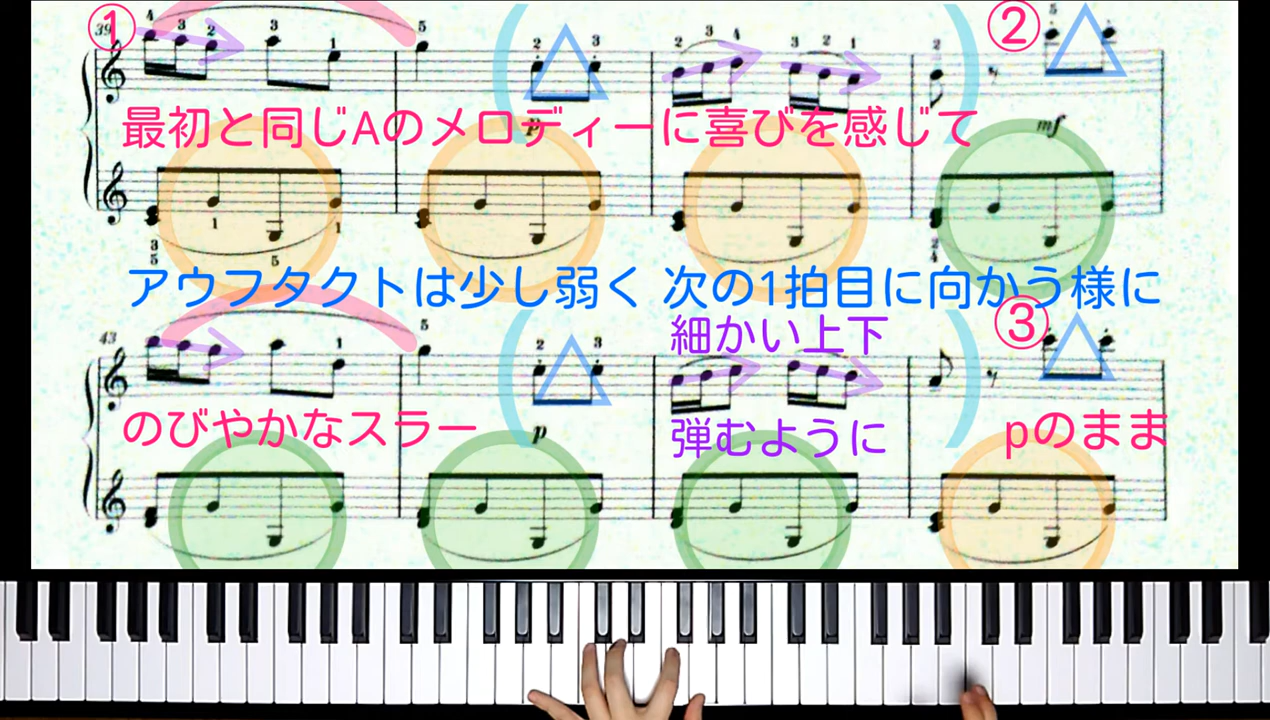 ①
②
39
最初と同じAのメロディーに喜びを感じて
p
mf
アウフタクトは少し弱く 次の1拍目に向かう様に
細かい上下
③
43
のびやかなスラー
p
弾むように
pのまま